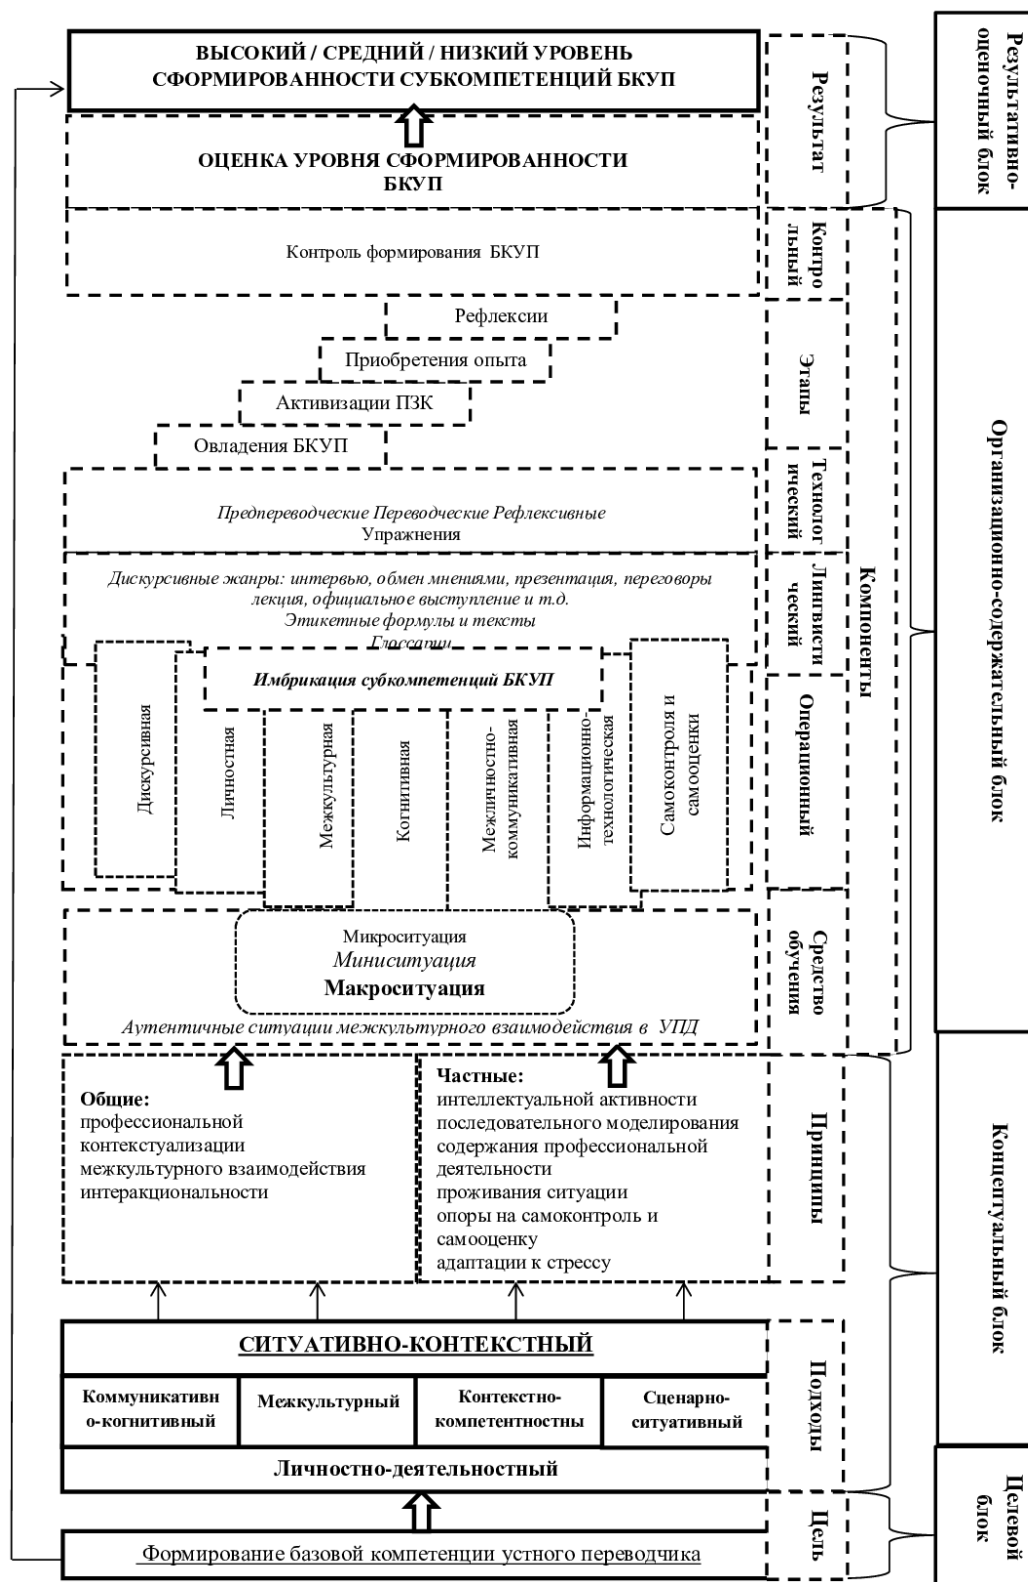 ВЫСОКИЙ / СРЕДНИЙ / НИЗКИЙ УРОВЕНЬ
СФОРМИРОВАННОСТИ СУБКОМПЕТЕНЦИЙ БКУП
Результат
Результативно-
оценочный блок
ОЦЕНКА УРОВНЯ СФОРМИРОВАННОСТИ
БКУП
Контроль формирования БКУП
Контро
льный
Рефлексии
Приобретения опыта
Активизации ПЗК
Овладения БКУП
Этапы
Организационно-содержательный блок
Компоненты
Предпереводческие Переводческие Рефлексивные
Упражнения
Технолог
ический
Дискурсивные жанры: интервью, обмен мнениями, презентация, переговоры
лекция, официальное выступление и т.д.
Этикетные формулы и тексты
Глоссарии
Лингвисти
ческий
Имбрикация субкомпетенций БКУП
Дискурсивная
Личностная
Межкультурная
Когнитивная
Межличностно-
коммуникативная
Информационно-
технологическая
Самоконтроля и
самооценки
Операционный
Микроситуация
Миниситуация
Макроситуация
Аутентичные ситуации межкультурного взаимодействия в УПД
Средство
обучения
Общие:
профессиональной
контекстуализации
межкультурного взаимодействия
интеракциональности
Частные:
интеллектуальной активности
последовательного моделирования
содержания профессиональной
деятельности
проживания ситуации
опоры на самоконтроль и
самооценку
адаптации к стрессу
Принципы
Концептуальный блок
СИТУАТИВНО-КОНТЕКСТНЫЙ
Коммуникативн
о-когнитивный
Межкультурный
Контекстно-
компетентностны
Сценарно-
ситуативный
Личностно-деятельностный
Подходы
Формирование базовой компетенции устного переводчика
Цель
Целевой
блок